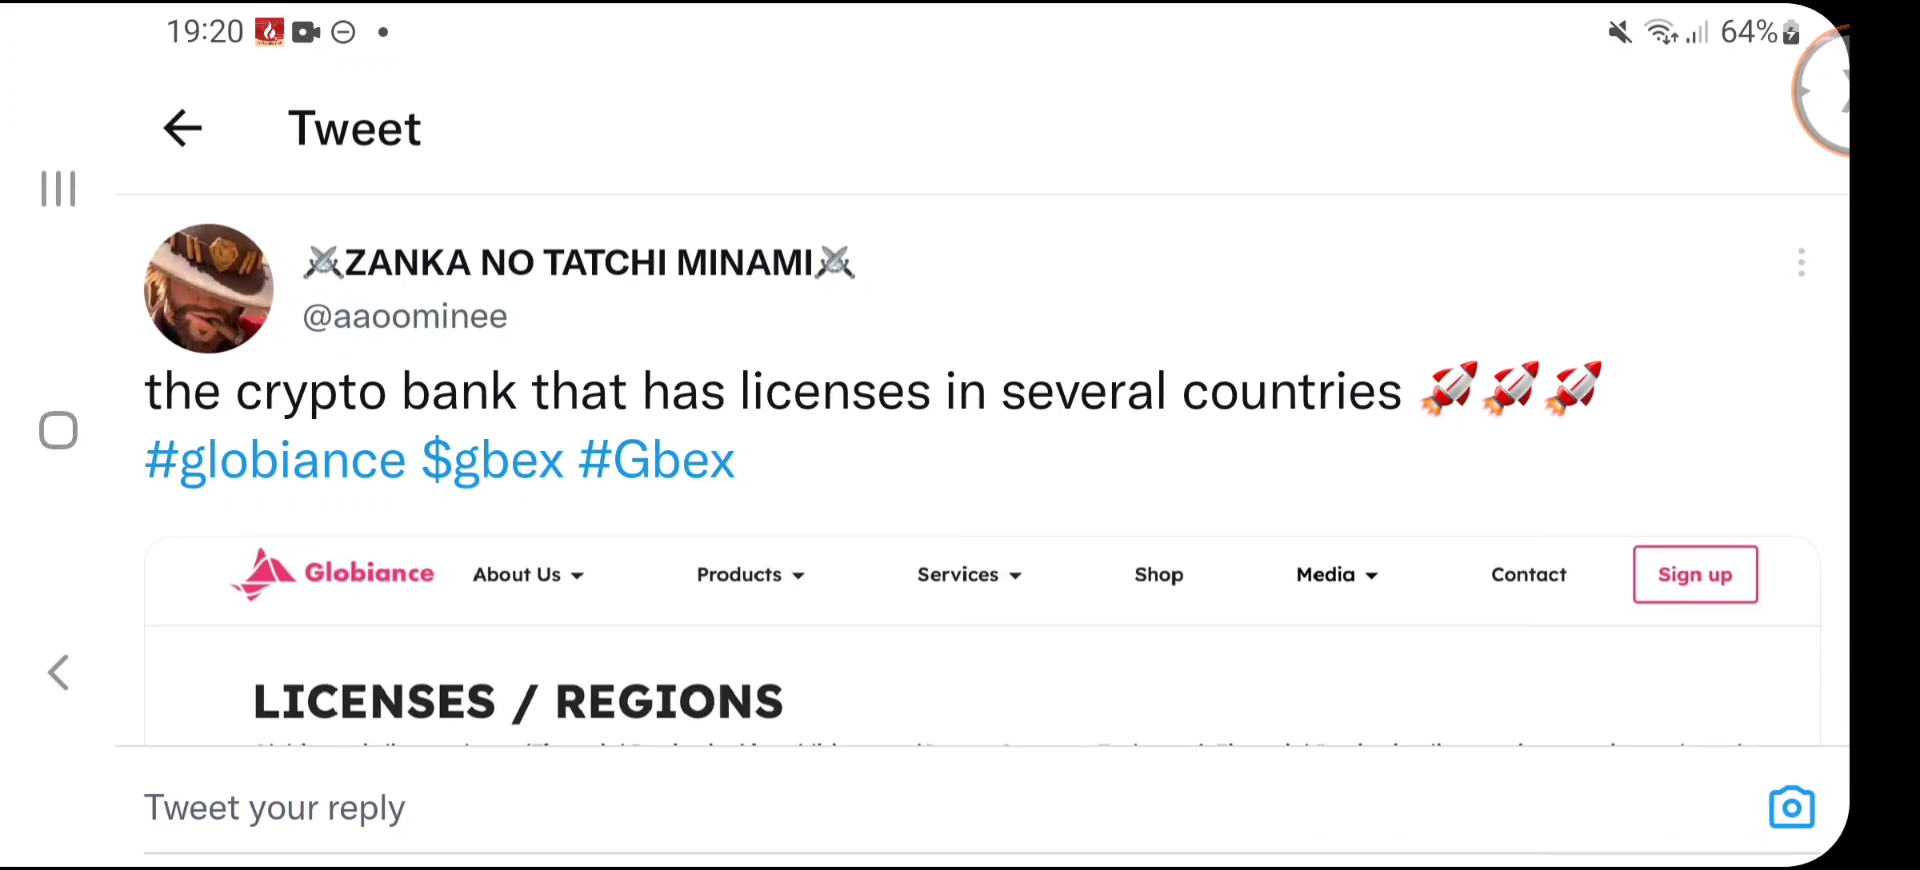 19:20
64%
Tweet
ZANKA NO TATCHI MINAMI
@aaoominee
the crypto bank that has licenses in several countries
#globiance $gbex #Gbex
Globiance About Us Products Services Shop Media Contact Sign up
LICENSES / REGIONS
Tweet your reply